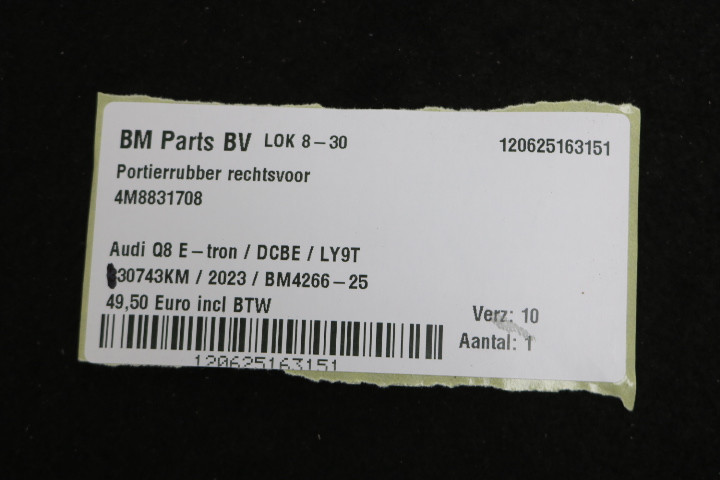 BM Parts BV LOK 8-30 120625163151
Portierrubber rechtsvoor
4M8831708
Audi Q8 E-tron / DCBE / LY9T
30743KM / 2023 / BM4266-25
49,50 Euro incl BTW
Verz: 10
Aantal: 1
120625163151